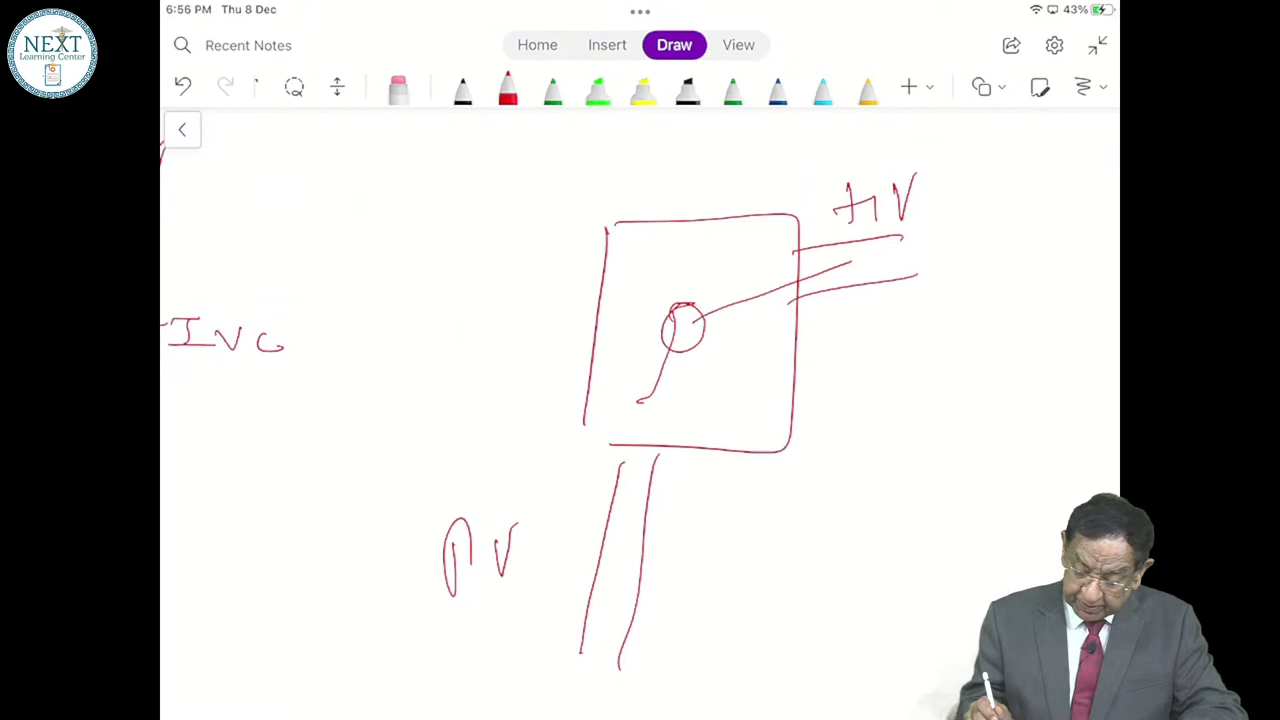 6:56 PM Thu 8 Dec
43%
NEXT
Learning Center
Recent Notes
Home
Insert
Draw
View
HV
IVC
PV